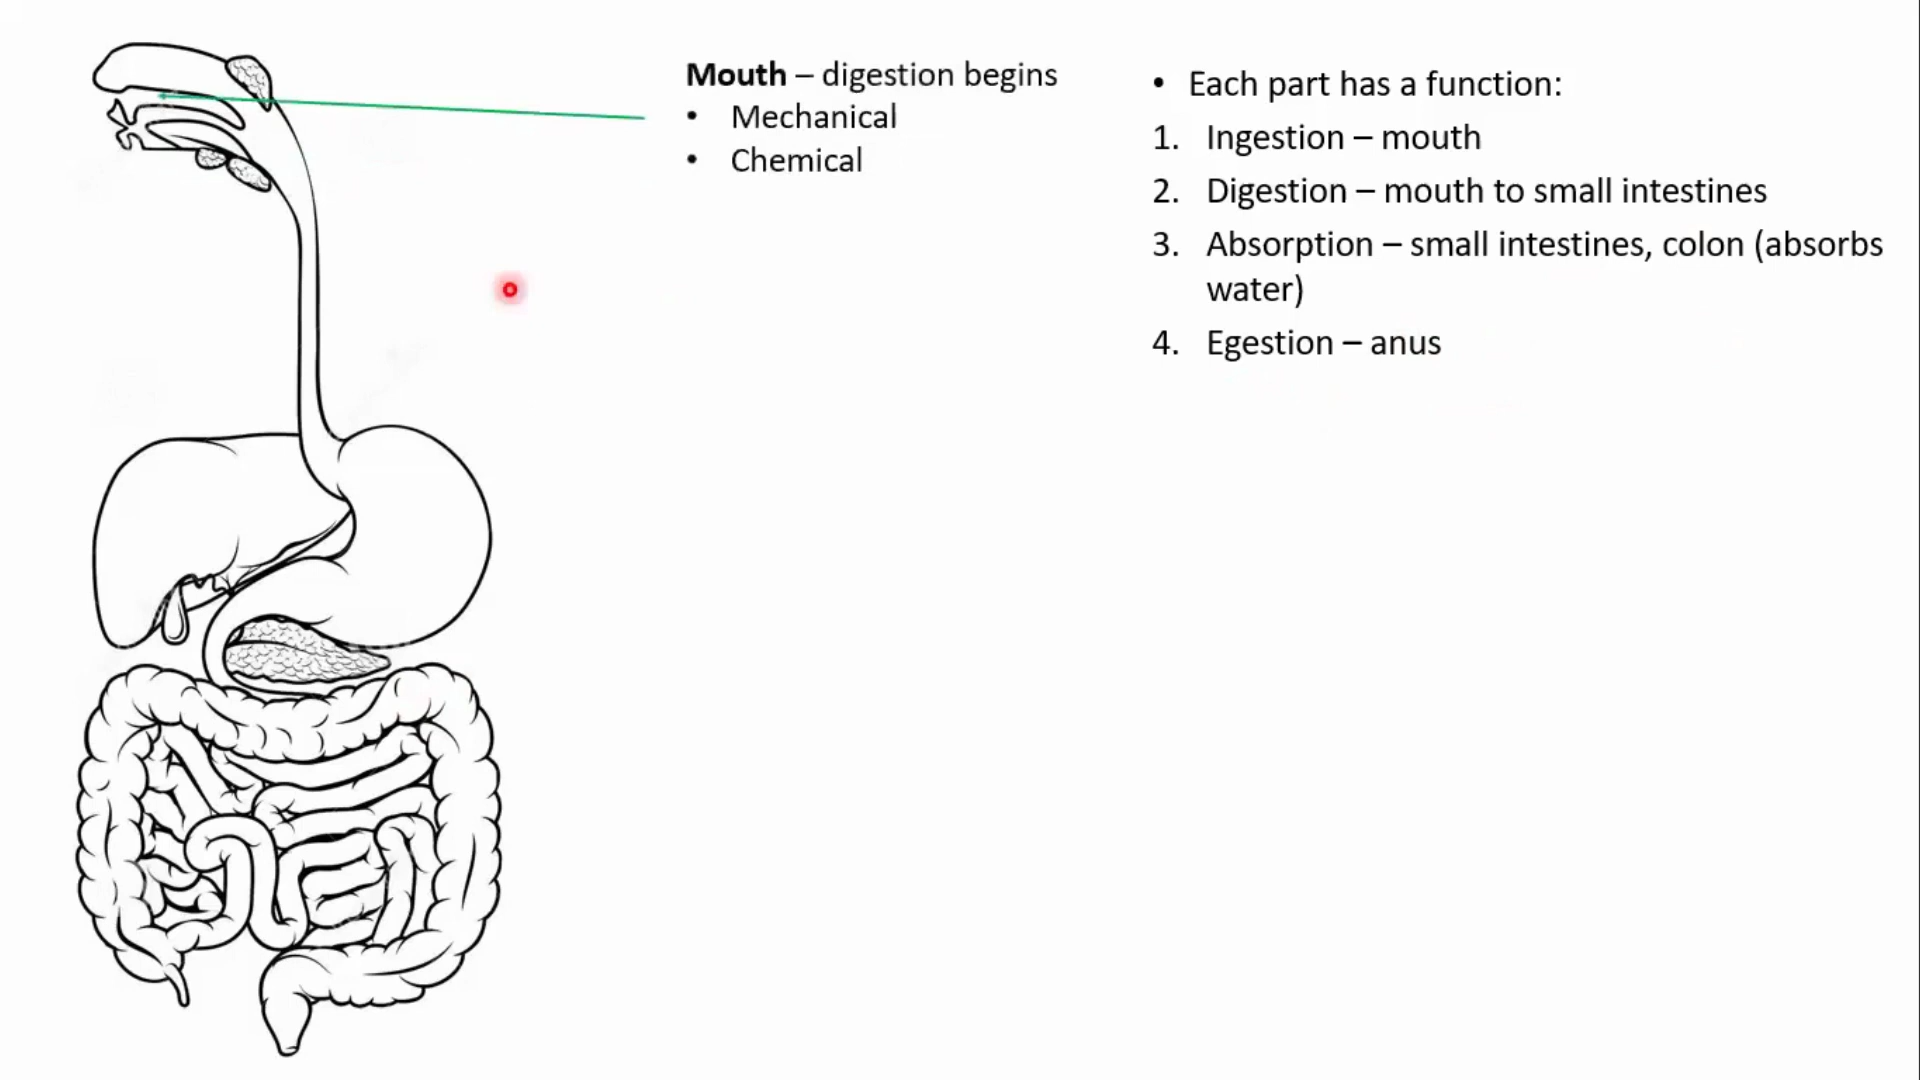 Mouth – digestion begins
• Mechanical
• Chemical
• Each part has a function:
1. Ingestion – mouth
2. Digestion – mouth to small intestines
3. Absorption – small intestines, colon (absorbs
water)
4. Egestion – anus